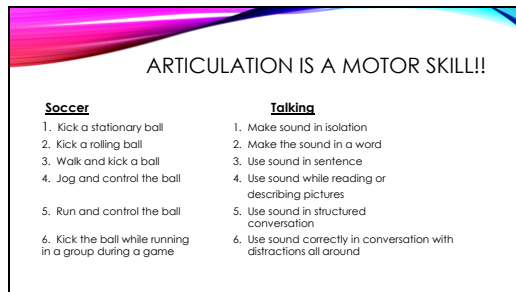 ARTICULATION IS A MOTOR SKILL!!
Soccer
1. Kick a stationary ball
2. Kick a rolling ball
3. Walk and kick a ball
4. Jog and control the ball
5. Run and control the ball
6. Kick the ball while running
in a group during a game
Talking
1. Make sound in isolation
2. Make the sound in a word
3. Use sound in sentence
4. Use sound while reading or
describing pictures
5. Use sound in structured
conversation
6. Use sound correctly in conversation with
distractions all around